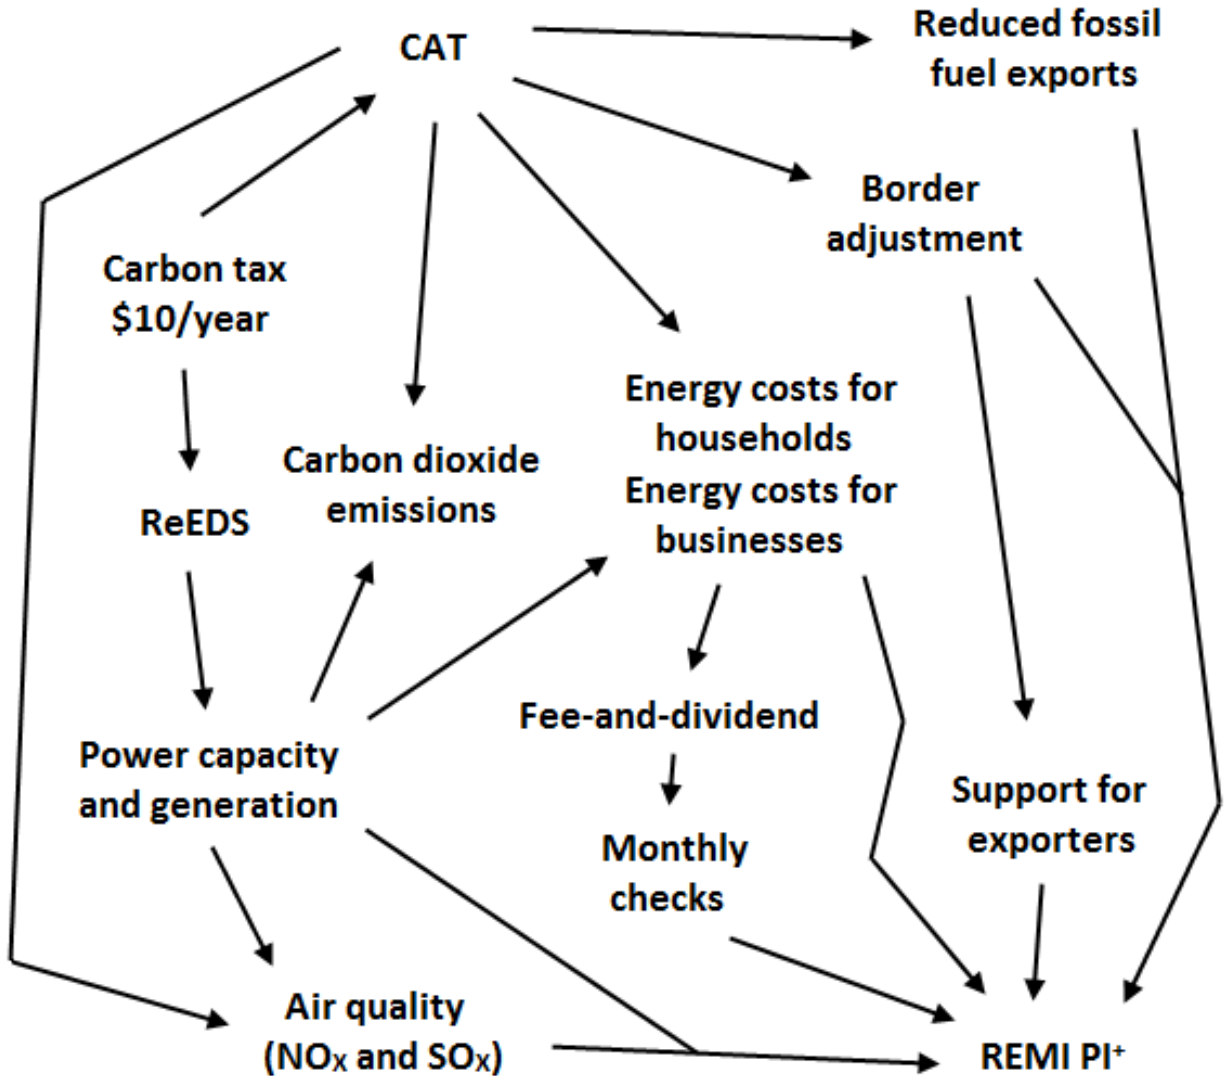 CAT
Reduced fossil
fuel exports
Border
adjustment
Carbon tax
$10/year
Energy costs for
households
Energy costs for
businesses
Carbon dioxide
emissions
ReEDS
Fee-and-dividend
Power capacity
and generation
Support for
exporters
Monthly
checks
Air quality
(NOX and SOX)
REMI PI+